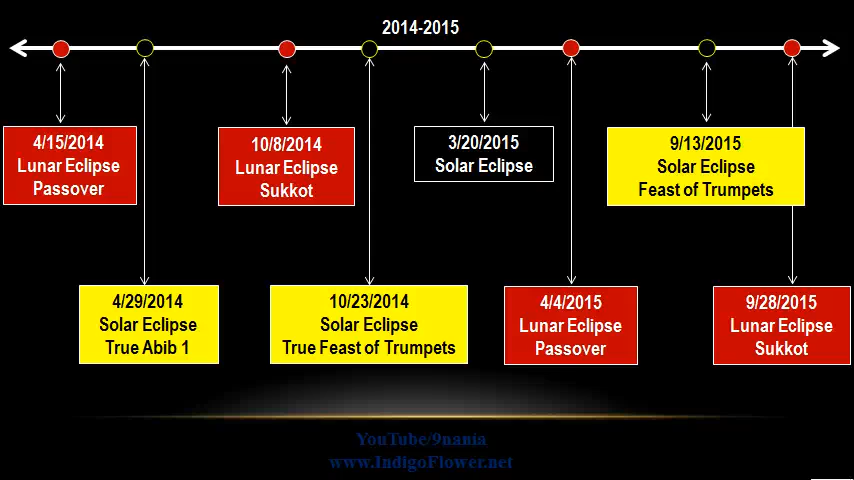 2014-2015
4/15/2014
Lunar Eclipse
Passover
10/8/2014
Lunar Eclipse
Sukkot
3/20/2015
Solar Eclipse
9/13/2015
Solar Eclipse
Feast of Trumpets
4/29/2014
Solar Eclipse
True Abib 1
10/23/2014
Solar Eclipse
True Feast of Trumpets
4/4/2015
Lunar Eclipse
Passover
9/28/2015
Lunar Eclipse
Sukkot
YouTube/9nania
www.IndigoFlower.net